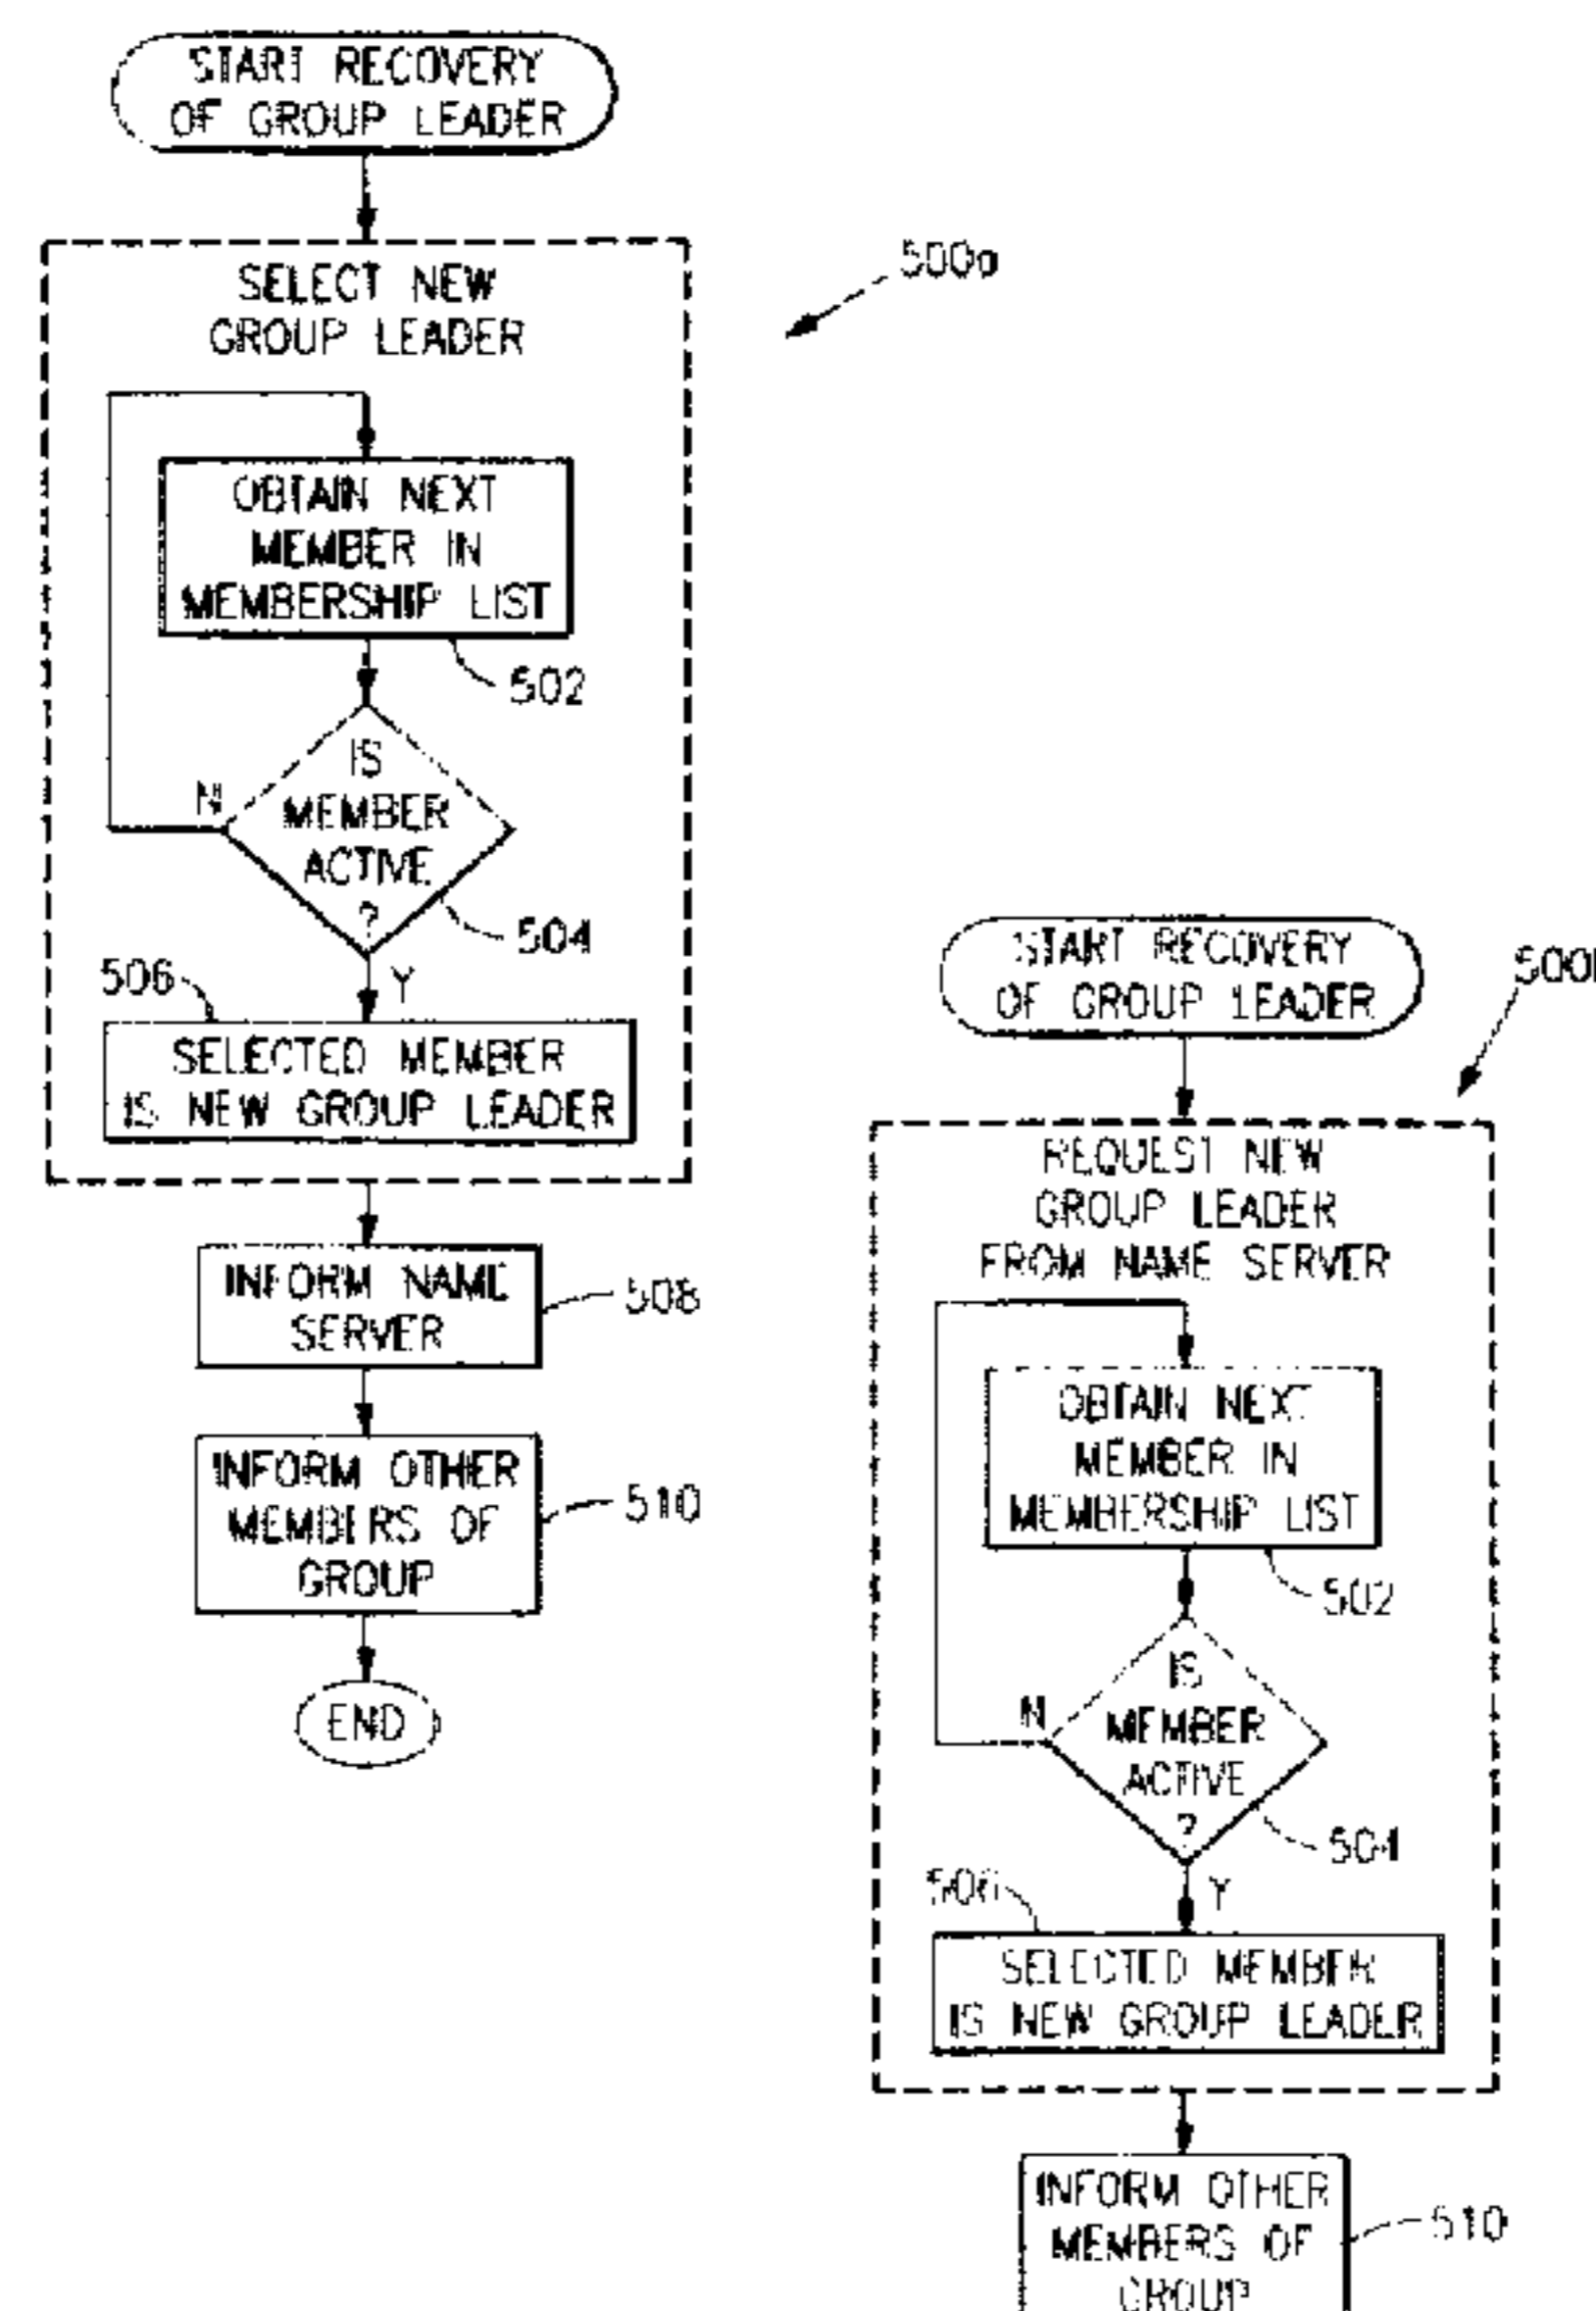 START RECOVERY
OF GROUP LEADER
500a
SELECT NEW
GROUP LEADER
OBTAIN NEXT
MEMBER IN
MEMBERSHIP LIST
502
IS
MEMBER
ACTIVE
?
N
504
506
Y
SELECTED MEMBER
IS NEW GROUP LEADER
INFORM NAME
SERVER
508
INFORM OTHER
MEMBERS OF
GROUP
510
END
START RECOVERY
OF GROUP LEADER
REQUEST NEW
GROUP LEADER
FROM NAME SERVER
OBTAIN NEXT
MEMBER IN
MEMBERSHIP LIST
502
IS
MEMBER
ACTIVE
?
N
504
506
Y
SELECTED MEMBER
IS NEW GROUP LEADER
INFORM OTHER
MEMBERS OF
GROUP
510